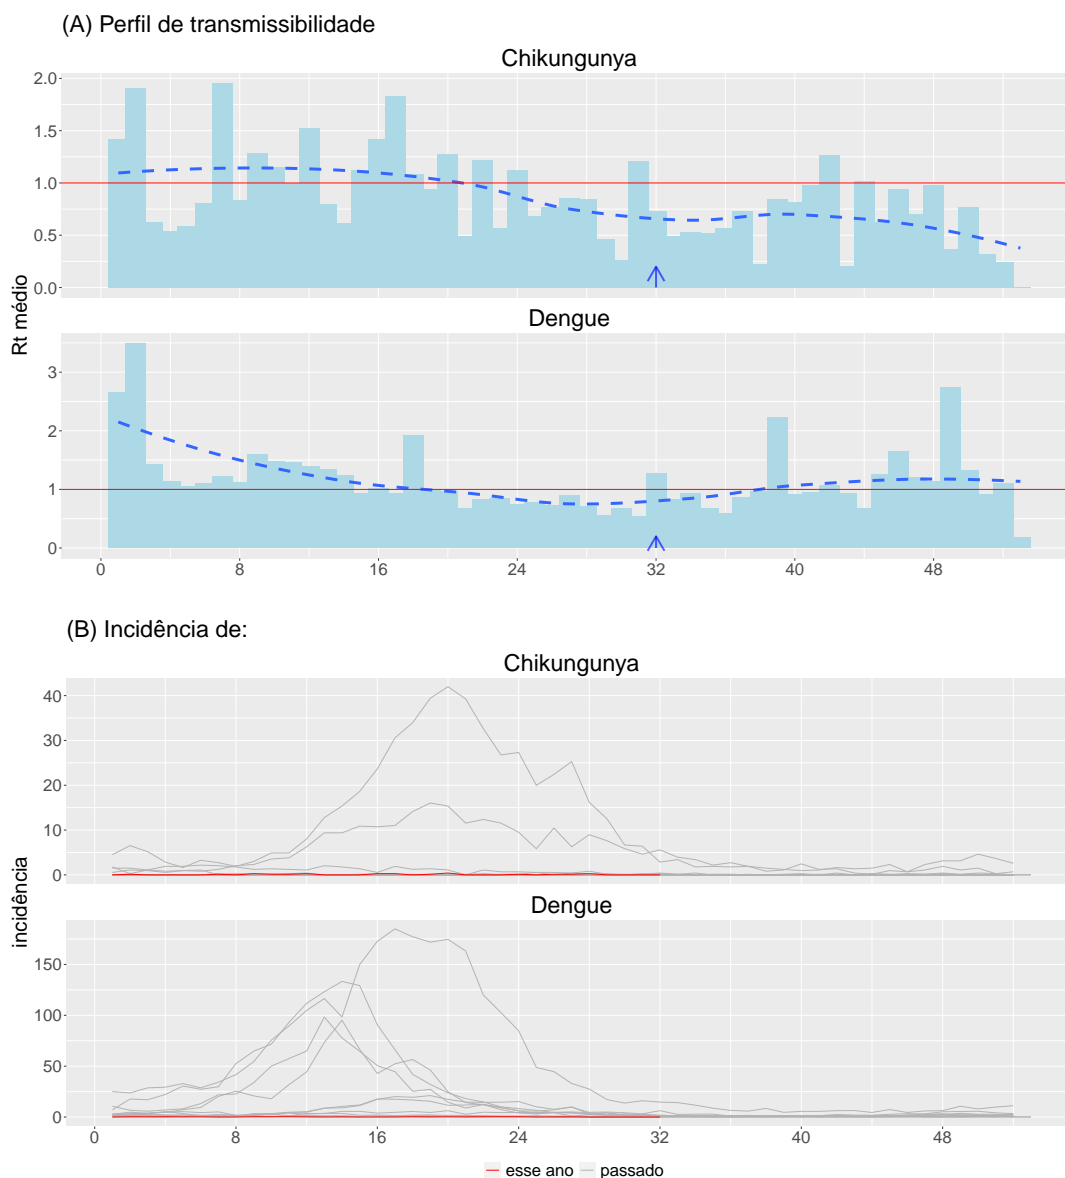 (A) Perfil de transmissibilidade
Chikungunya
2.0
1.5
1.0
0.5
0.0
Rt médio
Dengue
3
2
1
0
0 8 16 24 32 40 48
(B) Incidência de:
Chikungunya
40
30
20
10
0
incidência
Dengue
150
100
50
0
0 8 16 24 32 40 48
esse ano passado